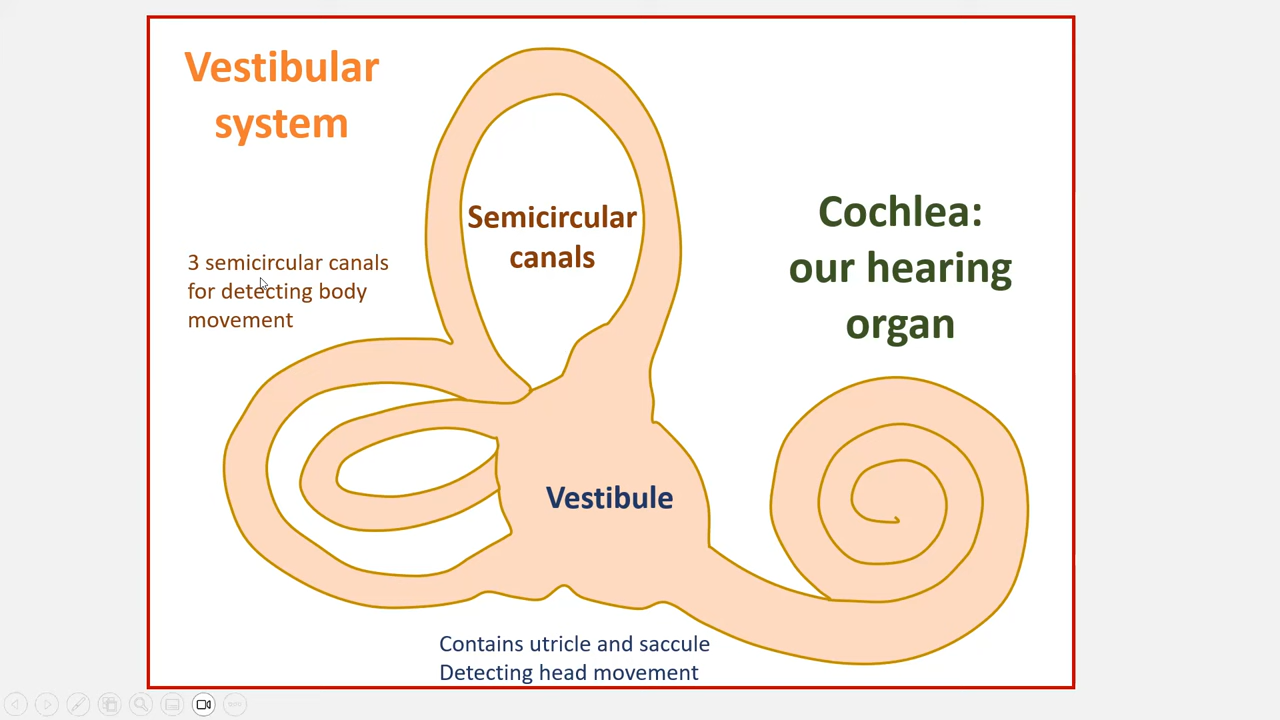 Vestibular
system
Semicircular
canals
3 semicircular canals
for detecting body
movement
Cochlea:
our hearing
organ
Vestibule
Contains utricle and saccule
Detecting head movement